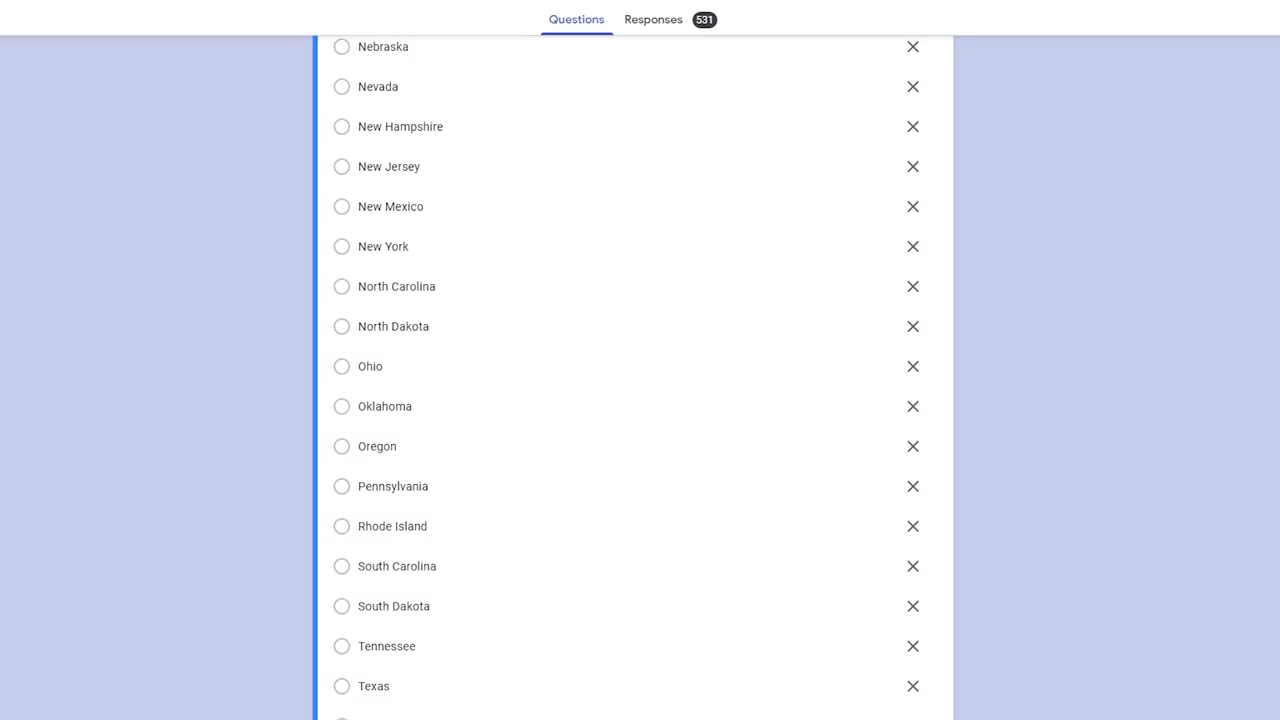 Questions Responses 531
Nebraska
Nevada
New Hampshire
New Jersey
New Mexico
New York
North Carolina
North Dakota
Ohio
Oklahoma
Oregon
Pennsylvania
Rhode Island
South Carolina
South Dakota
Tennessee
Texas